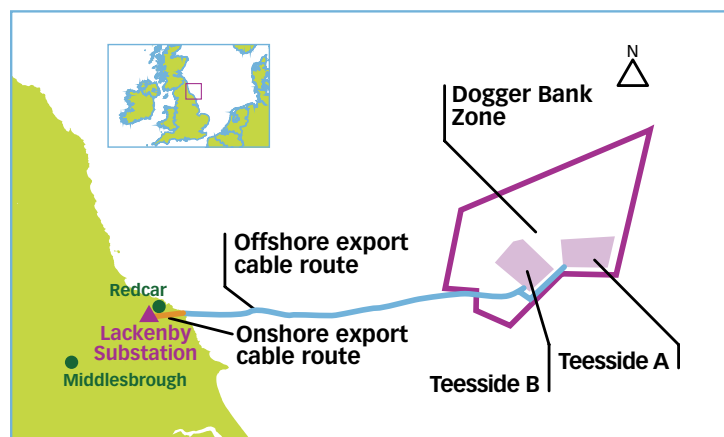 N
Dogger Bank
Zone
Offshore export
cable route
Redcar
Lackenby
Substation
Onshore export
cable route
Middlesbrough
Teesside A
Teesside B